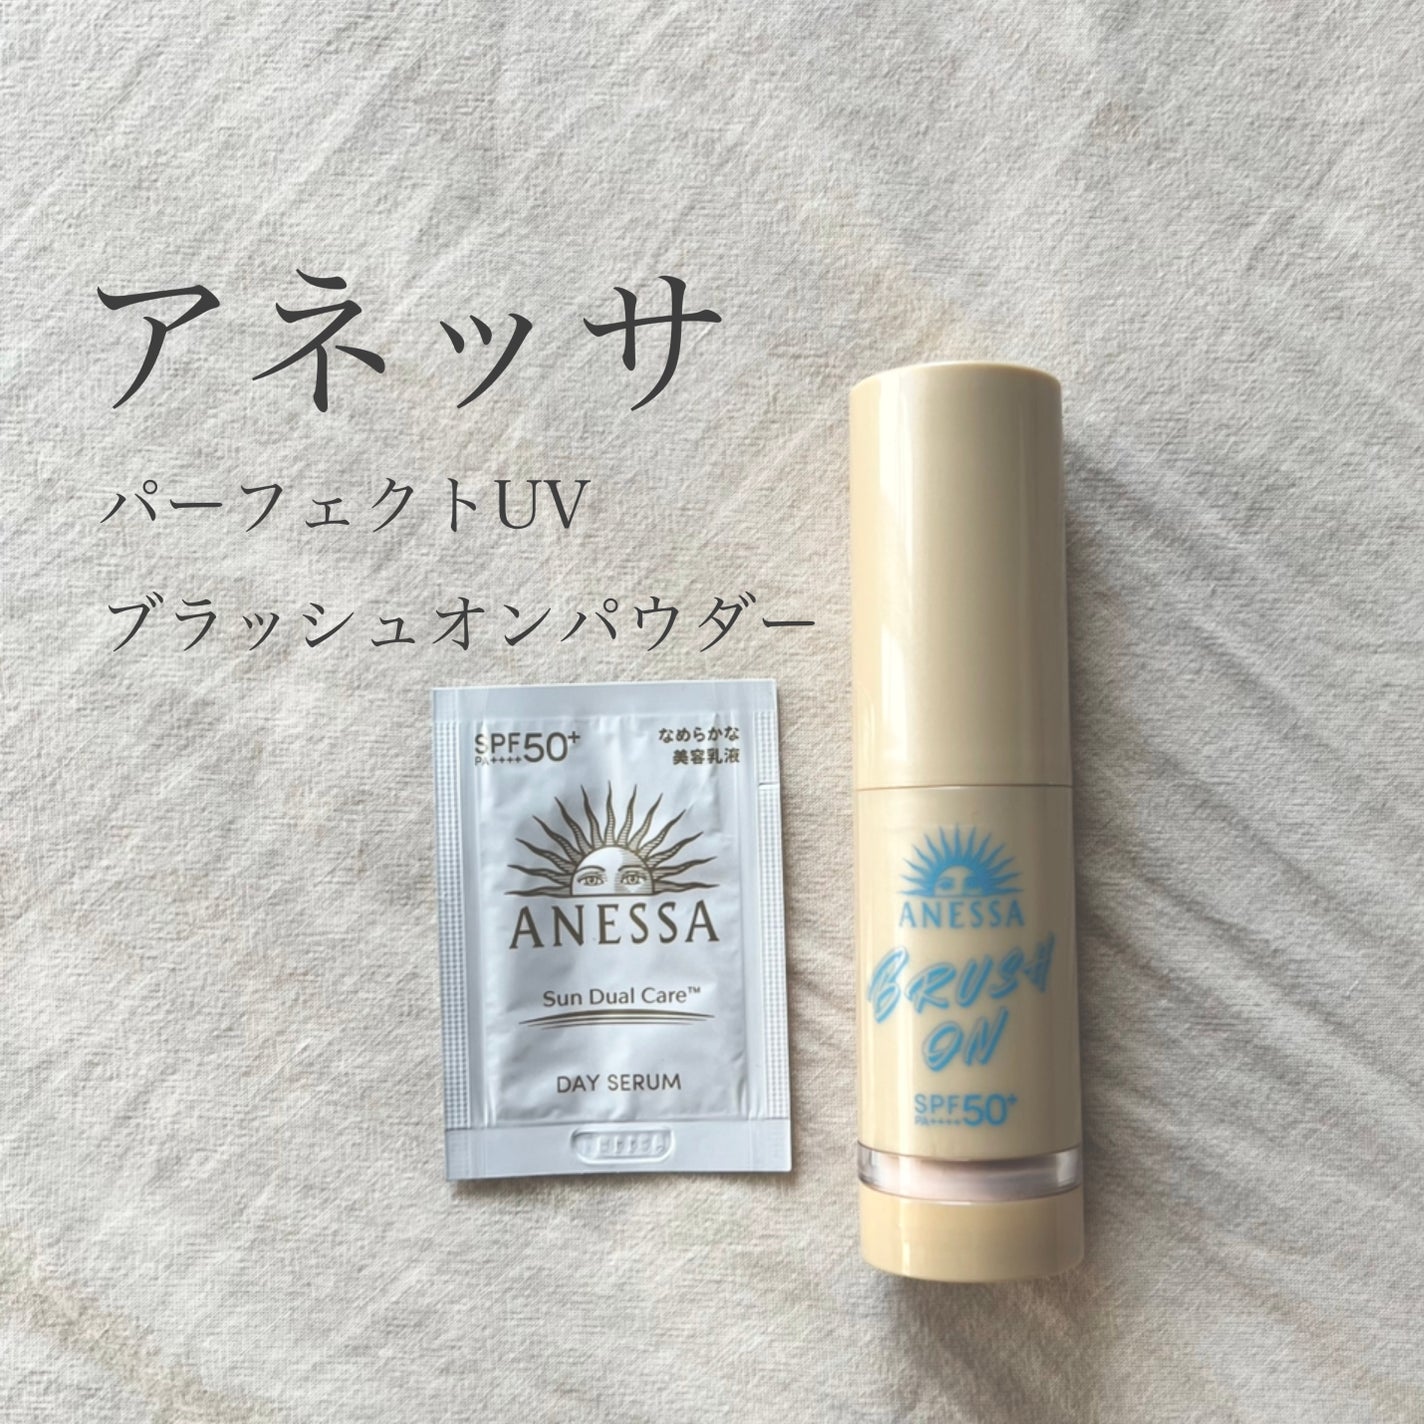 アネッサ
パーフェクトUV
ブラッシュオンパウダー
SPF50+
PA++++
なめらかな
美容乳液
ANESSA
Sun Dual Care™
DAY SERUM
ANESSA
BRUSH
ON
SPF50+
PA++++